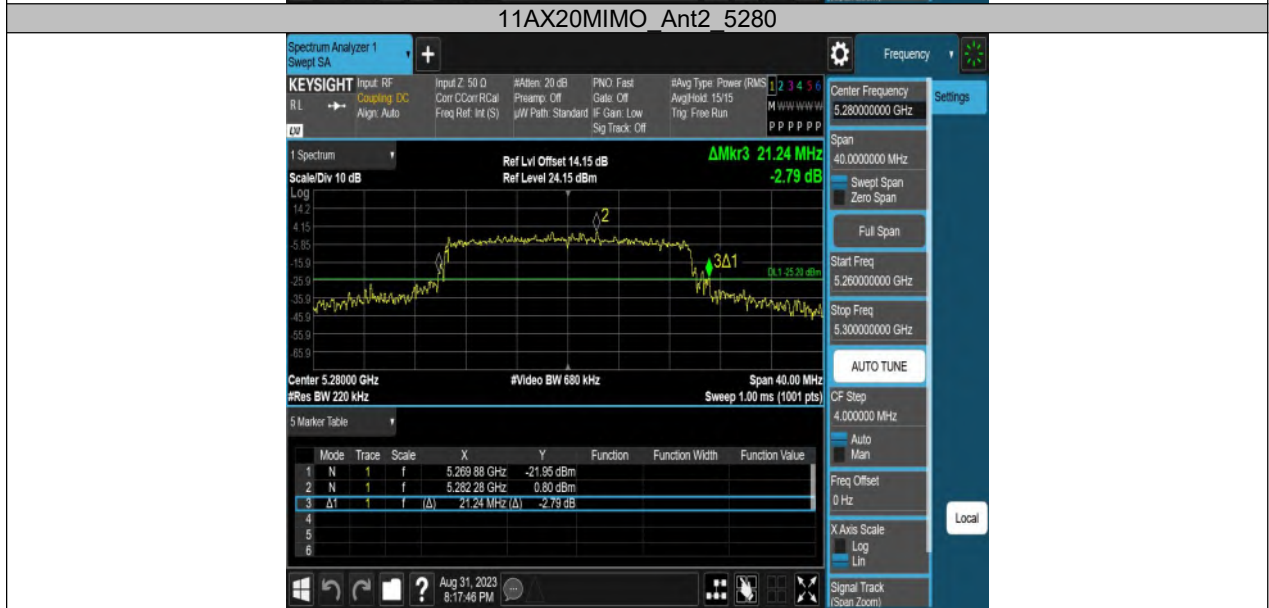 11AX20MIMO_Ant2_5280
Spectrum Analyzer 1
Swept SA
+
Frequency
KEYSIGHT Input: RF Input Z: 50 Ω #Atten: 20 dB PNO: Fast #Avg Type: Power (RMS 1 2 3 4 5 6
RL Coupling: DC Corr CCorr RCal Preamp: Off Gate: Off Avg|Hold: 15/15 M W W W W W
Align: Auto Freq Ref: Int (S) µW Path: Standard IF Gain: Low Trig: Free Run
Sig Track: Off P P P P P P
LXI
Center Frequency
5.280000000 GHz
Settings
Span
40.0000000 MHz
Swept Span
Zero Span
Full Span
Start Freq
5.260000000 GHz
Stop Freq
5.300000000 GHz
AUTO TUNE
CF Step
4.000000 MHz
Auto
Man
Freq Offset
0 Hz
X Axis Scale
Log
Lin
Signal Track
(Span Zoom)
Local
1 Spectrum
Ref Lvl Offset 14.15 dB
ΔMkr3 21.24 MHz
Scale/Div 10 dB
Ref Level 24.15 dBm
-2.79 dB
Log
14.2
4.15
-5.85
-15.9
-25.9
-35.9
-45.9
-55.9
-65.9
2
3Δ1
DL1 -25.20 dBm
Center 5.28000 GHz #Video BW 680 kHz Span 40.00 MHz
#Res BW 220 kHz Sweep 1.00 ms (1001 pts)
5 Marker Table
Mode Trace Scale X Y Function Function Width Function Value
1 N 1 f 5.269 88 GHz -21.95 dBm
2 N 1 f 5.282 28 GHz 0.80 dBm
3 Δ1 1 f (Δ) 21.24 MHz (Δ) -2.79 dB
4
5
6
?
Aug 31, 2023
8:17:46 PM